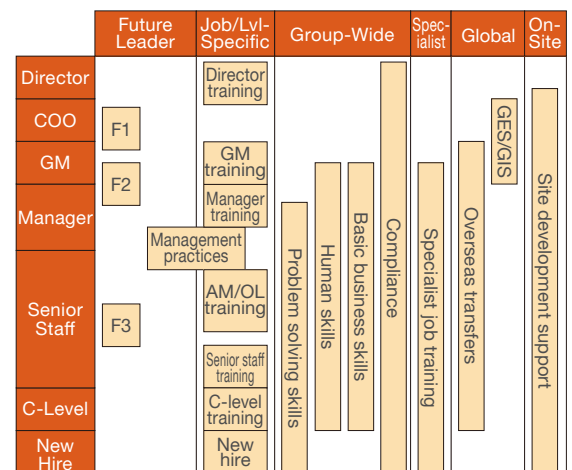 Future
Leader
Job/Lvl-
Specific
Group-Wide
Spec-
ialist
Global
On-
Site
Director
COO
GM
Manager
Senior
Staff
C-Level
New
Hire
F1
F2
F3
Director
training
GM
training
Manager
training
Management
practices
AM/OL
training
Senior staff
training
C-level
training
New
hire
Problem solving skills
Human skills
Basic business skills
Compliance
Specialist job training
Overseas transfers
GES/GIS
Site development support